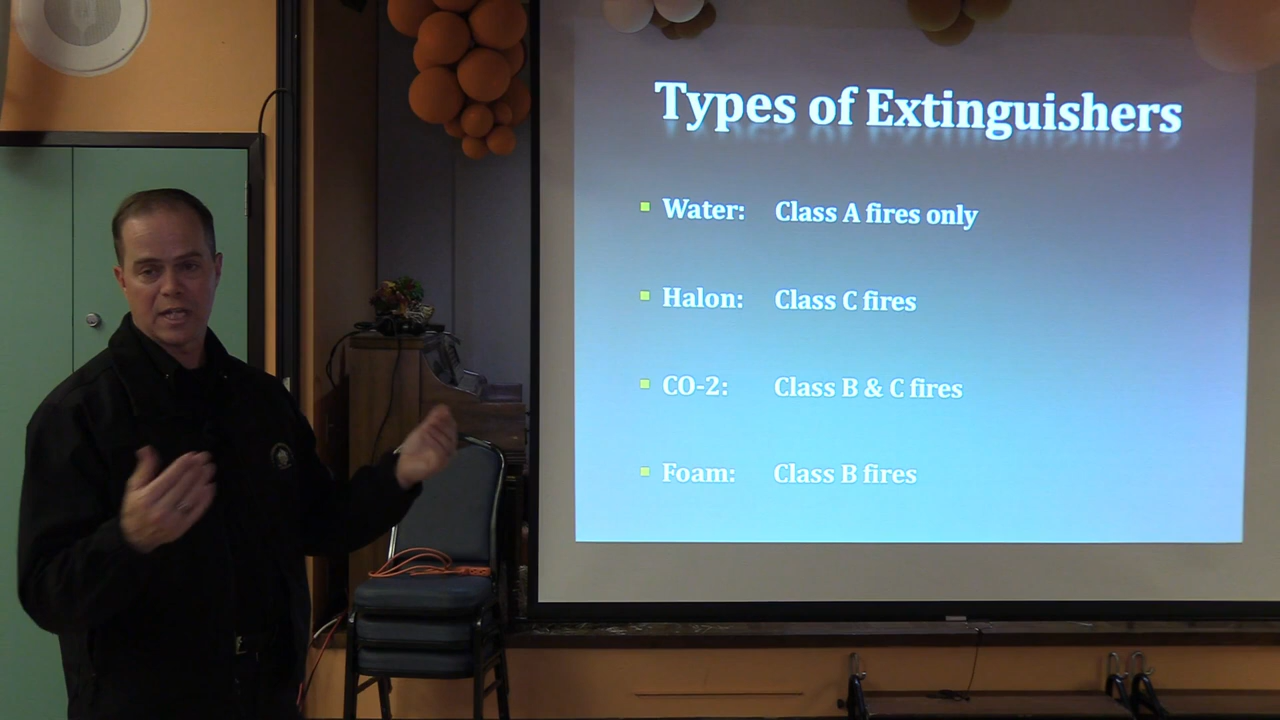 Types of Extinguishers
Water: Class A fires only
Halon: Class C fires
CO-2: Class B & C fires
Foam: Class B fires